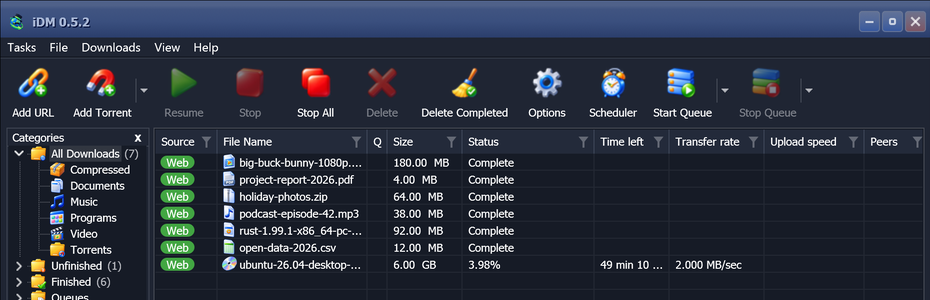 iDM 0.5.2
Tasks File Downloads View Help
Add URL Add Torrent Resume Stop Stop All Delete Delete Completed Options Scheduler Start Queue Stop Queue
Categories x
All Downloads (7)
Compressed
Documents
Music
Programs
Video
Torrents
Unfinished (1)
Finished (6)
Queues
Source File Name Q Size Status Time left Transfer rate Upload speed Peers
Web big-buck-bunny-1080p.... 180.00 MB Complete
Web project-report-2026.pdf 4.00 MB Complete
Web holiday-photos.zip 64.00 MB Complete
Web podcast-episode-42.mp3 38.00 MB Complete
Web rust-1.99.1-x86_64-pc-... 92.00 MB Complete
Web open-data-2026.csv 12.00 MB Complete
Web ubuntu-26.04-desktop-... 6.00 GB 3.98% 49 min 10 ... 2.000 MB/sec